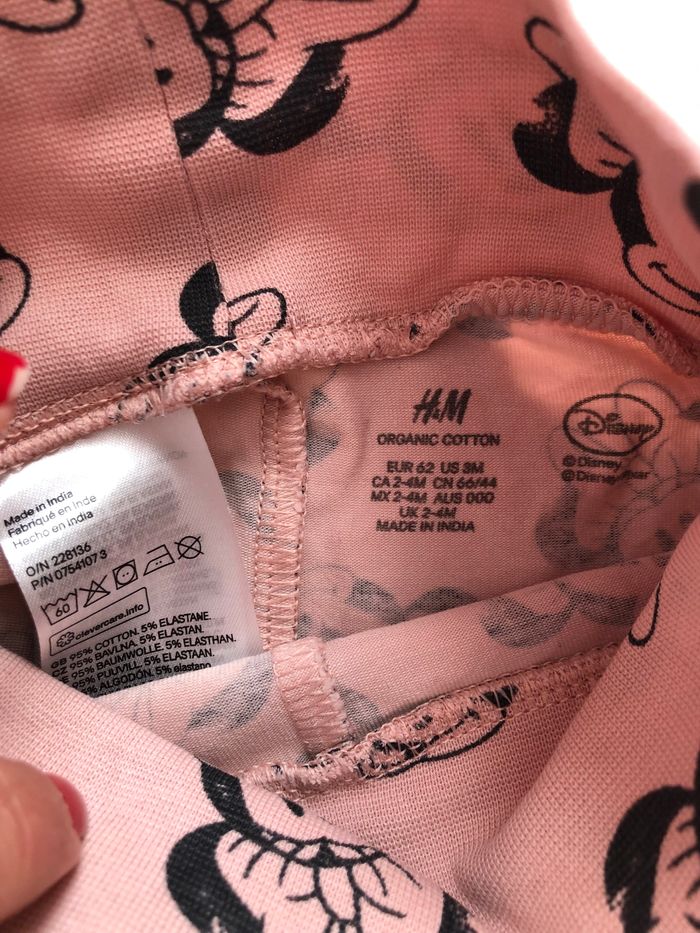 H&M
ORGANIC COTTON
EUR 62 US 3M
CA 2-4M CN 66/44
MX 2-4M AUS 000
UK 2-4M
MADE IN INDIA
Disney
© Disney
© Disney
Made in India
Fabriqué en Inde
Hecho en India
O/N 228136
P/N 0754107 3
60
clevercare.info
GB 95% COTTON. 5% ELASTANE.
CZ 95% BAVLNA. 5% ELASTAN.
95% BAUMWOLLE. 5% ELASTHAN.
95% PUUVILL. 5% ELASTAAN.
% ALGODÓN. 5% elastano